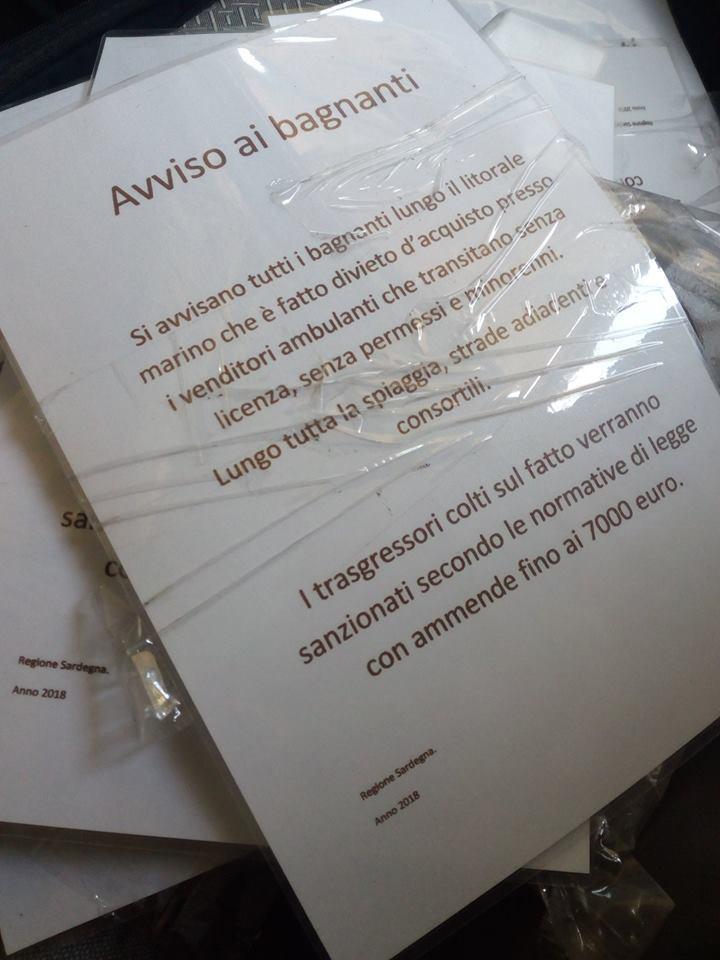 Avviso ai bagnanti
Si avvisano tutti i bagnanti lungo il litorale
marino che è fatto divieto d'acquisto presso
i venditori ambulanti che transitano senza
licenza, senza permessi e minorenni.
Lungo tutta la spiaggia, strade adiacenti e
consortili.
I trasgressori colti sul fatto verranno
sanzionati secondo le normative di legge
con ammende fino ai 7000 euro.
Regione Sardegna.
Anno 2018
Regione Sardegna.
Anno 2018